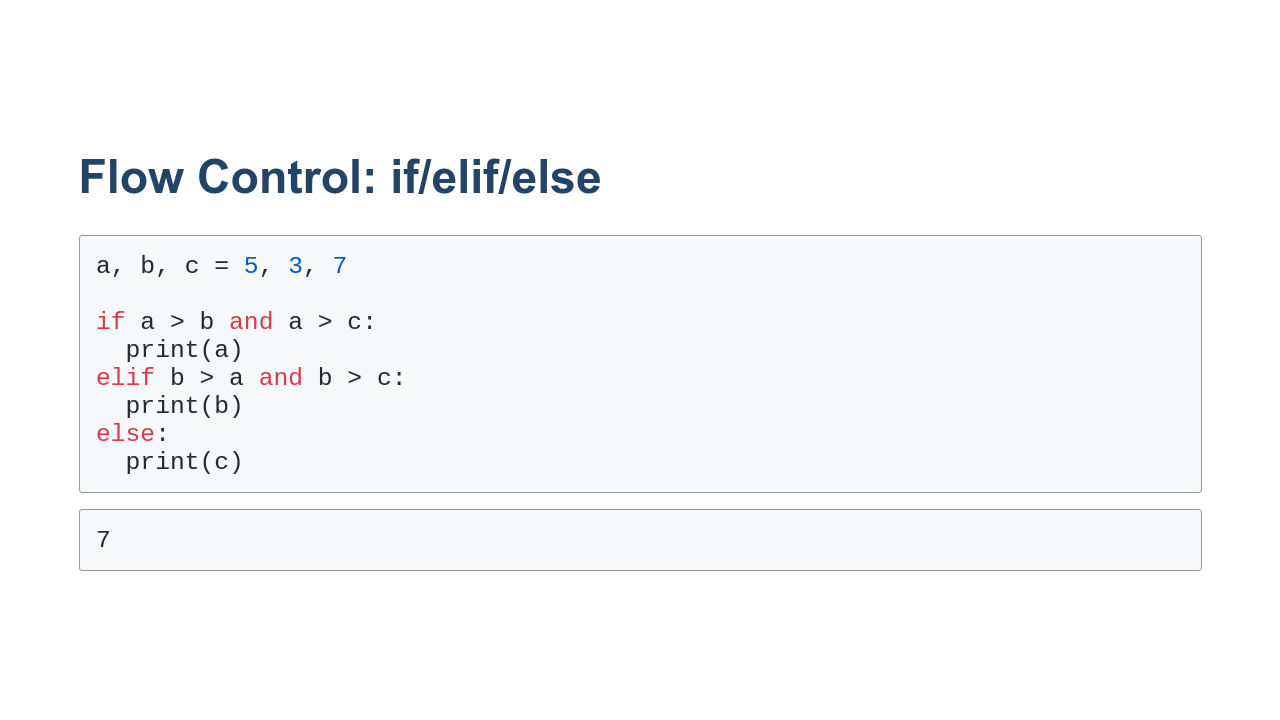 Flow Control: if/elif/else
a, b, c = 5, 3, 7
if a > b and a > c:
  print(a)
elif b > a and b > c:
  print(b)
else:
  print(c)
7